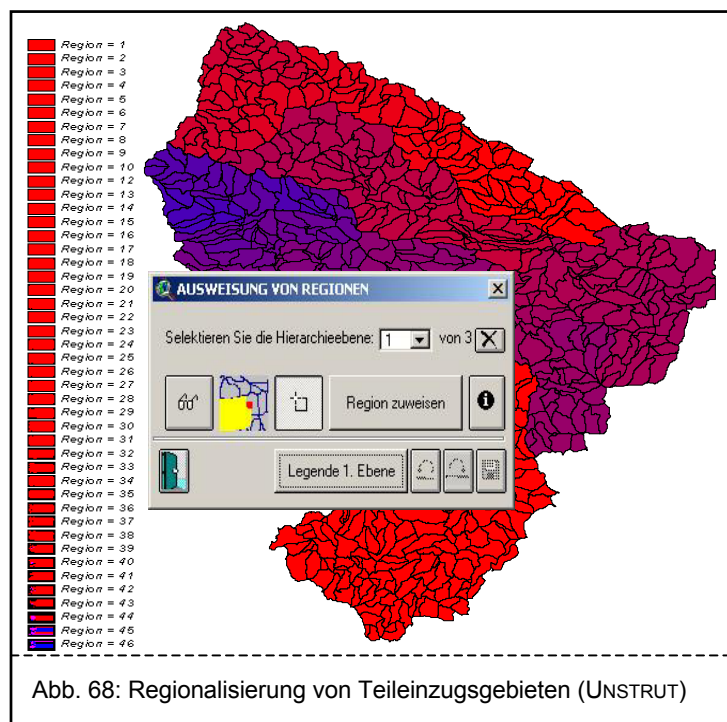 Region = 1
Region = 2
Region = 3
Region = 4
Region = 5
Region = 6
Region = 7
Region = 8
Region = 9
Region = 10
Region = 12
Region = 13
Region = 14
Region = 15
Region = 16
Region = 17
Region = 18
Region = 19
Region = 20
Region = 21
Region = 22
Region = 23
Region = 24
Region = 25
Region = 26
Region = 27
Region = 28
Region = 29
Region = 30
Region = 31
Region = 32
Region = 33
Region = 34
Region = 35
Region = 36
Region = 37
Region = 38
Region = 39
Region = 40
Region = 41
Region = 42
Region = 43
Region = 44
Region = 45
Region = 46
AUSWEISUNG VON REGIONEN
Selektieren Sie die Hierarchieebene: 1 von 3
Region zuweisen
Legende 1. Ebene
Abb. 68: Regionalisierung von Teileinzugsgebieten (UNSTRUT)